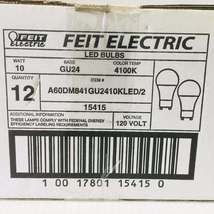 FEIT electric FEIT ELECTRIC
LED BULBS
WATT BASE COLOR TEMP
10 GU24 4100K
QUANTITY ITEM #
12 A60DM841GU2410KLED/2
15415
ADDITIONAL INFORMATION
THESE LAMPS COMPLY WITH FEDERAL ENERGY EFFICIENCY REQUIREMENTS
VOLTAGE
120 VOLT
1 00 17801 15415 0